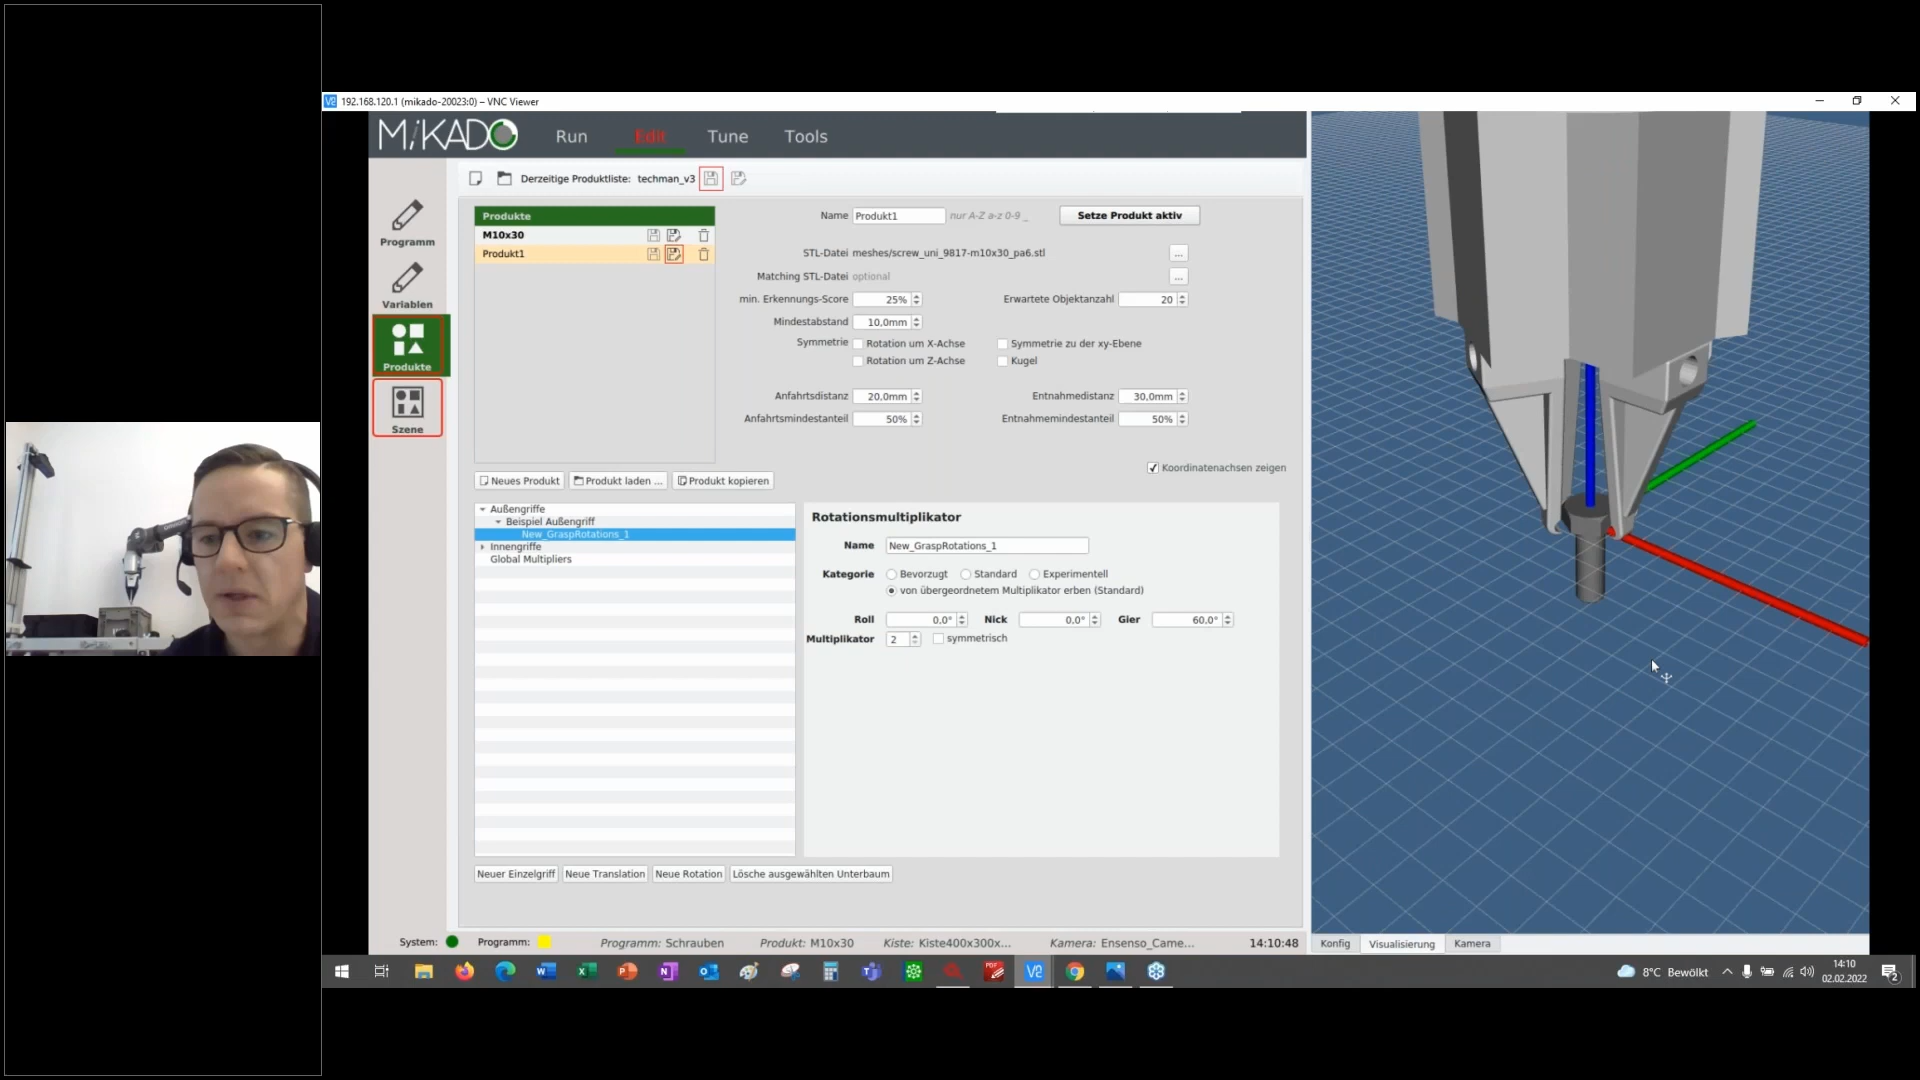 192.168.120.1 (mikado-20023:0) – VNC Viewer
MiKADO
Run
Edit
Tune
Tools
Derzeitige Produktliste: techman_v3
Programm
Variablen
Produkte
Szene
Produkte
M10x30
Produkt1
Name Produkt1 nur A-Z a-z 0-9 _
Setze Produkt aktiv
STL-Datei meshes/screw_uni_9817-m10x30_pa6.stl ...
Matching STL-Datei optional ...
min. Erkennungs-Score 25%
Erwartete Objektanzahl 20
Mindestabstand 10,0mm
Symmetrie Rotation um X-Achse Symmetrie zu der xy-Ebene
Rotation um Z-Achse Kugel
Anfahrtsdistanz 20,0mm Entnahmedistanz 30,0mm
Anfahrtsmindestanteil 50% Entnahmemindestanteil 50%
Koordinatenachsen zeigen
Neues Produkt
Produkt laden ...
Produkt kopieren
Außengriffe
Beispiel Außengriff
New_GraspRotations_1
Innengriffe
Global Multipliers
Rotationsmultiplikator
Name New_GraspRotations_1
Kategorie Bevorzugt Standard Experimentell
von übergeordnetem Multiplikator erben (Standard)
Roll 0,0° Nick 0,0° Gier 60,0°
Multiplikator 2 symmetrisch
Neuer Einzelgriff
Neue Translation
Neue Rotation
Lösche ausgewählten Unterbaum
System: Programm: Programm: Schrauben Produkt: M10x30 Kiste: Kiste400x300x... Kamera: Ensenso_Came... 14:10:48
Konfig
Visualisierung
Kamera
8°C Bewölkt
14:10
02.02.2022
2